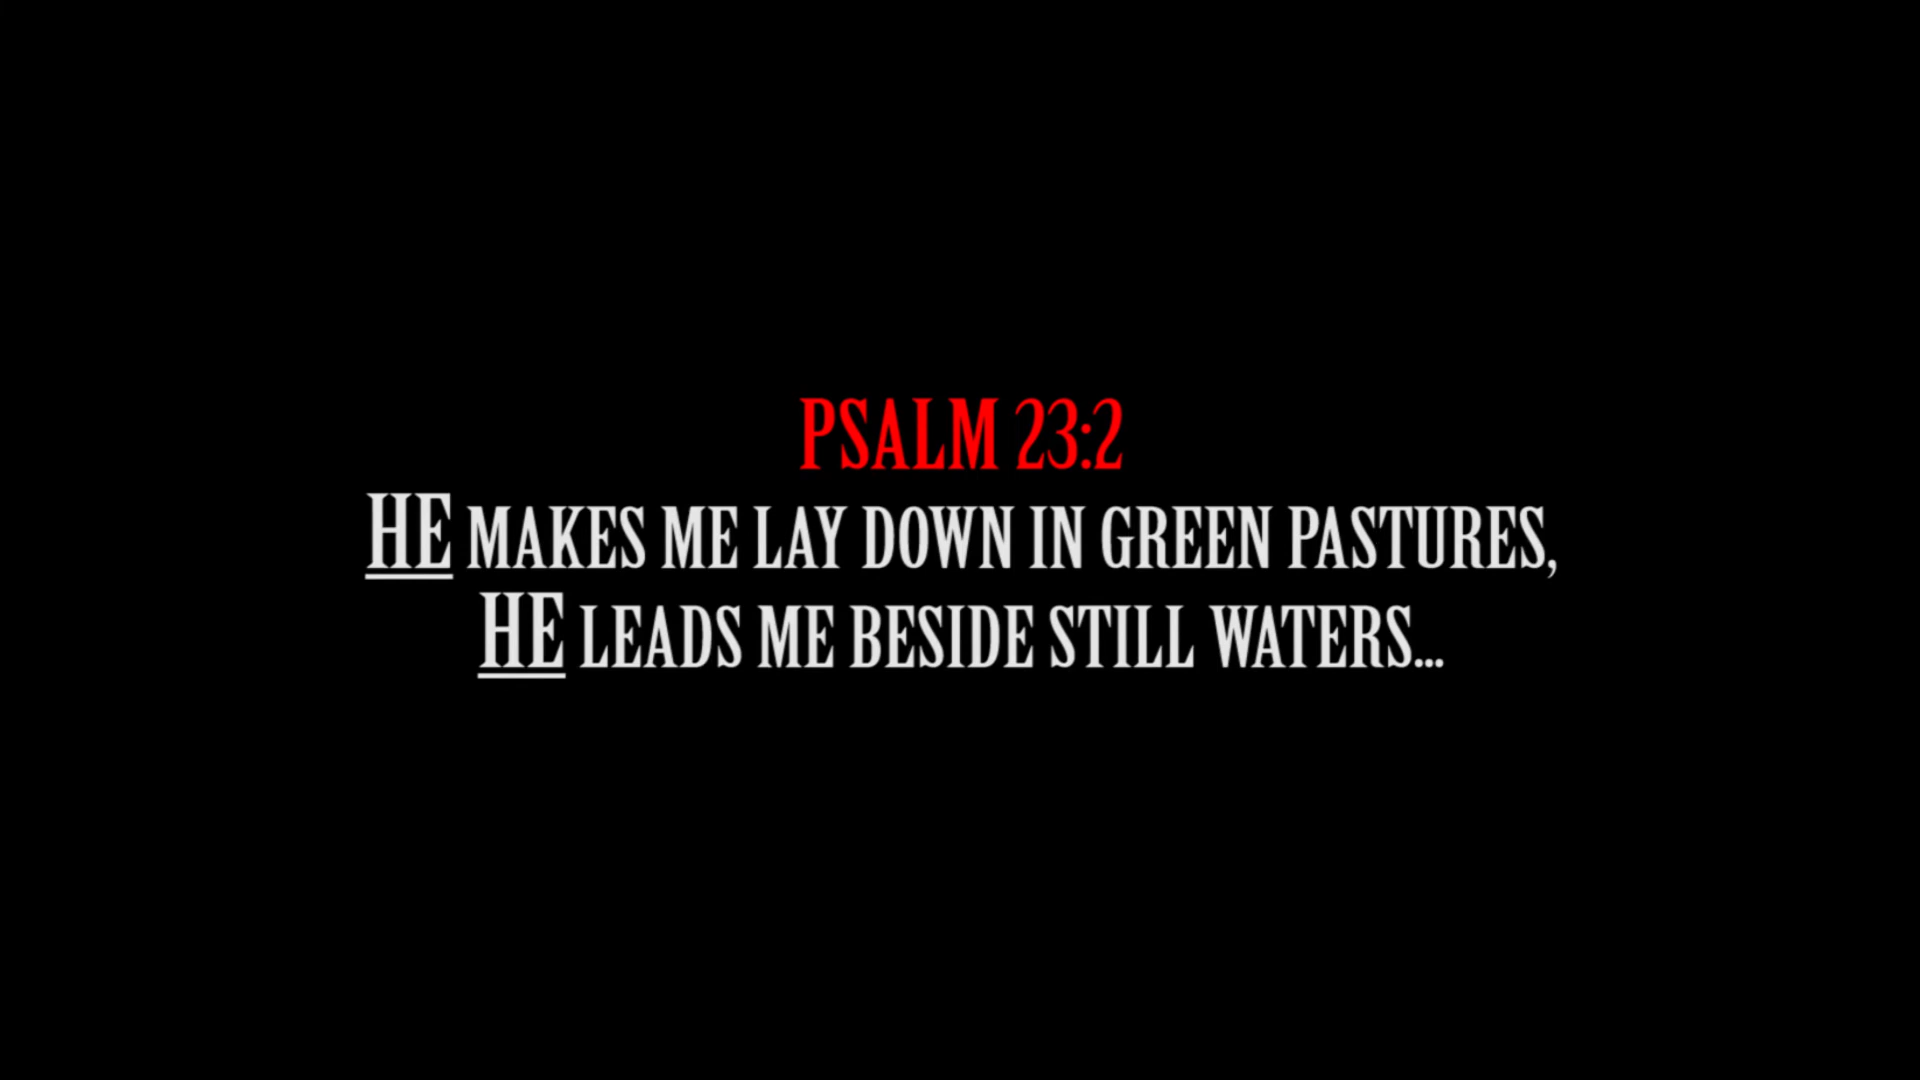 PSALM 23:2
HE MAKES ME LAY DOWN IN GREEN PASTURES,
HE LEADS ME BESIDE STILL WATERS...